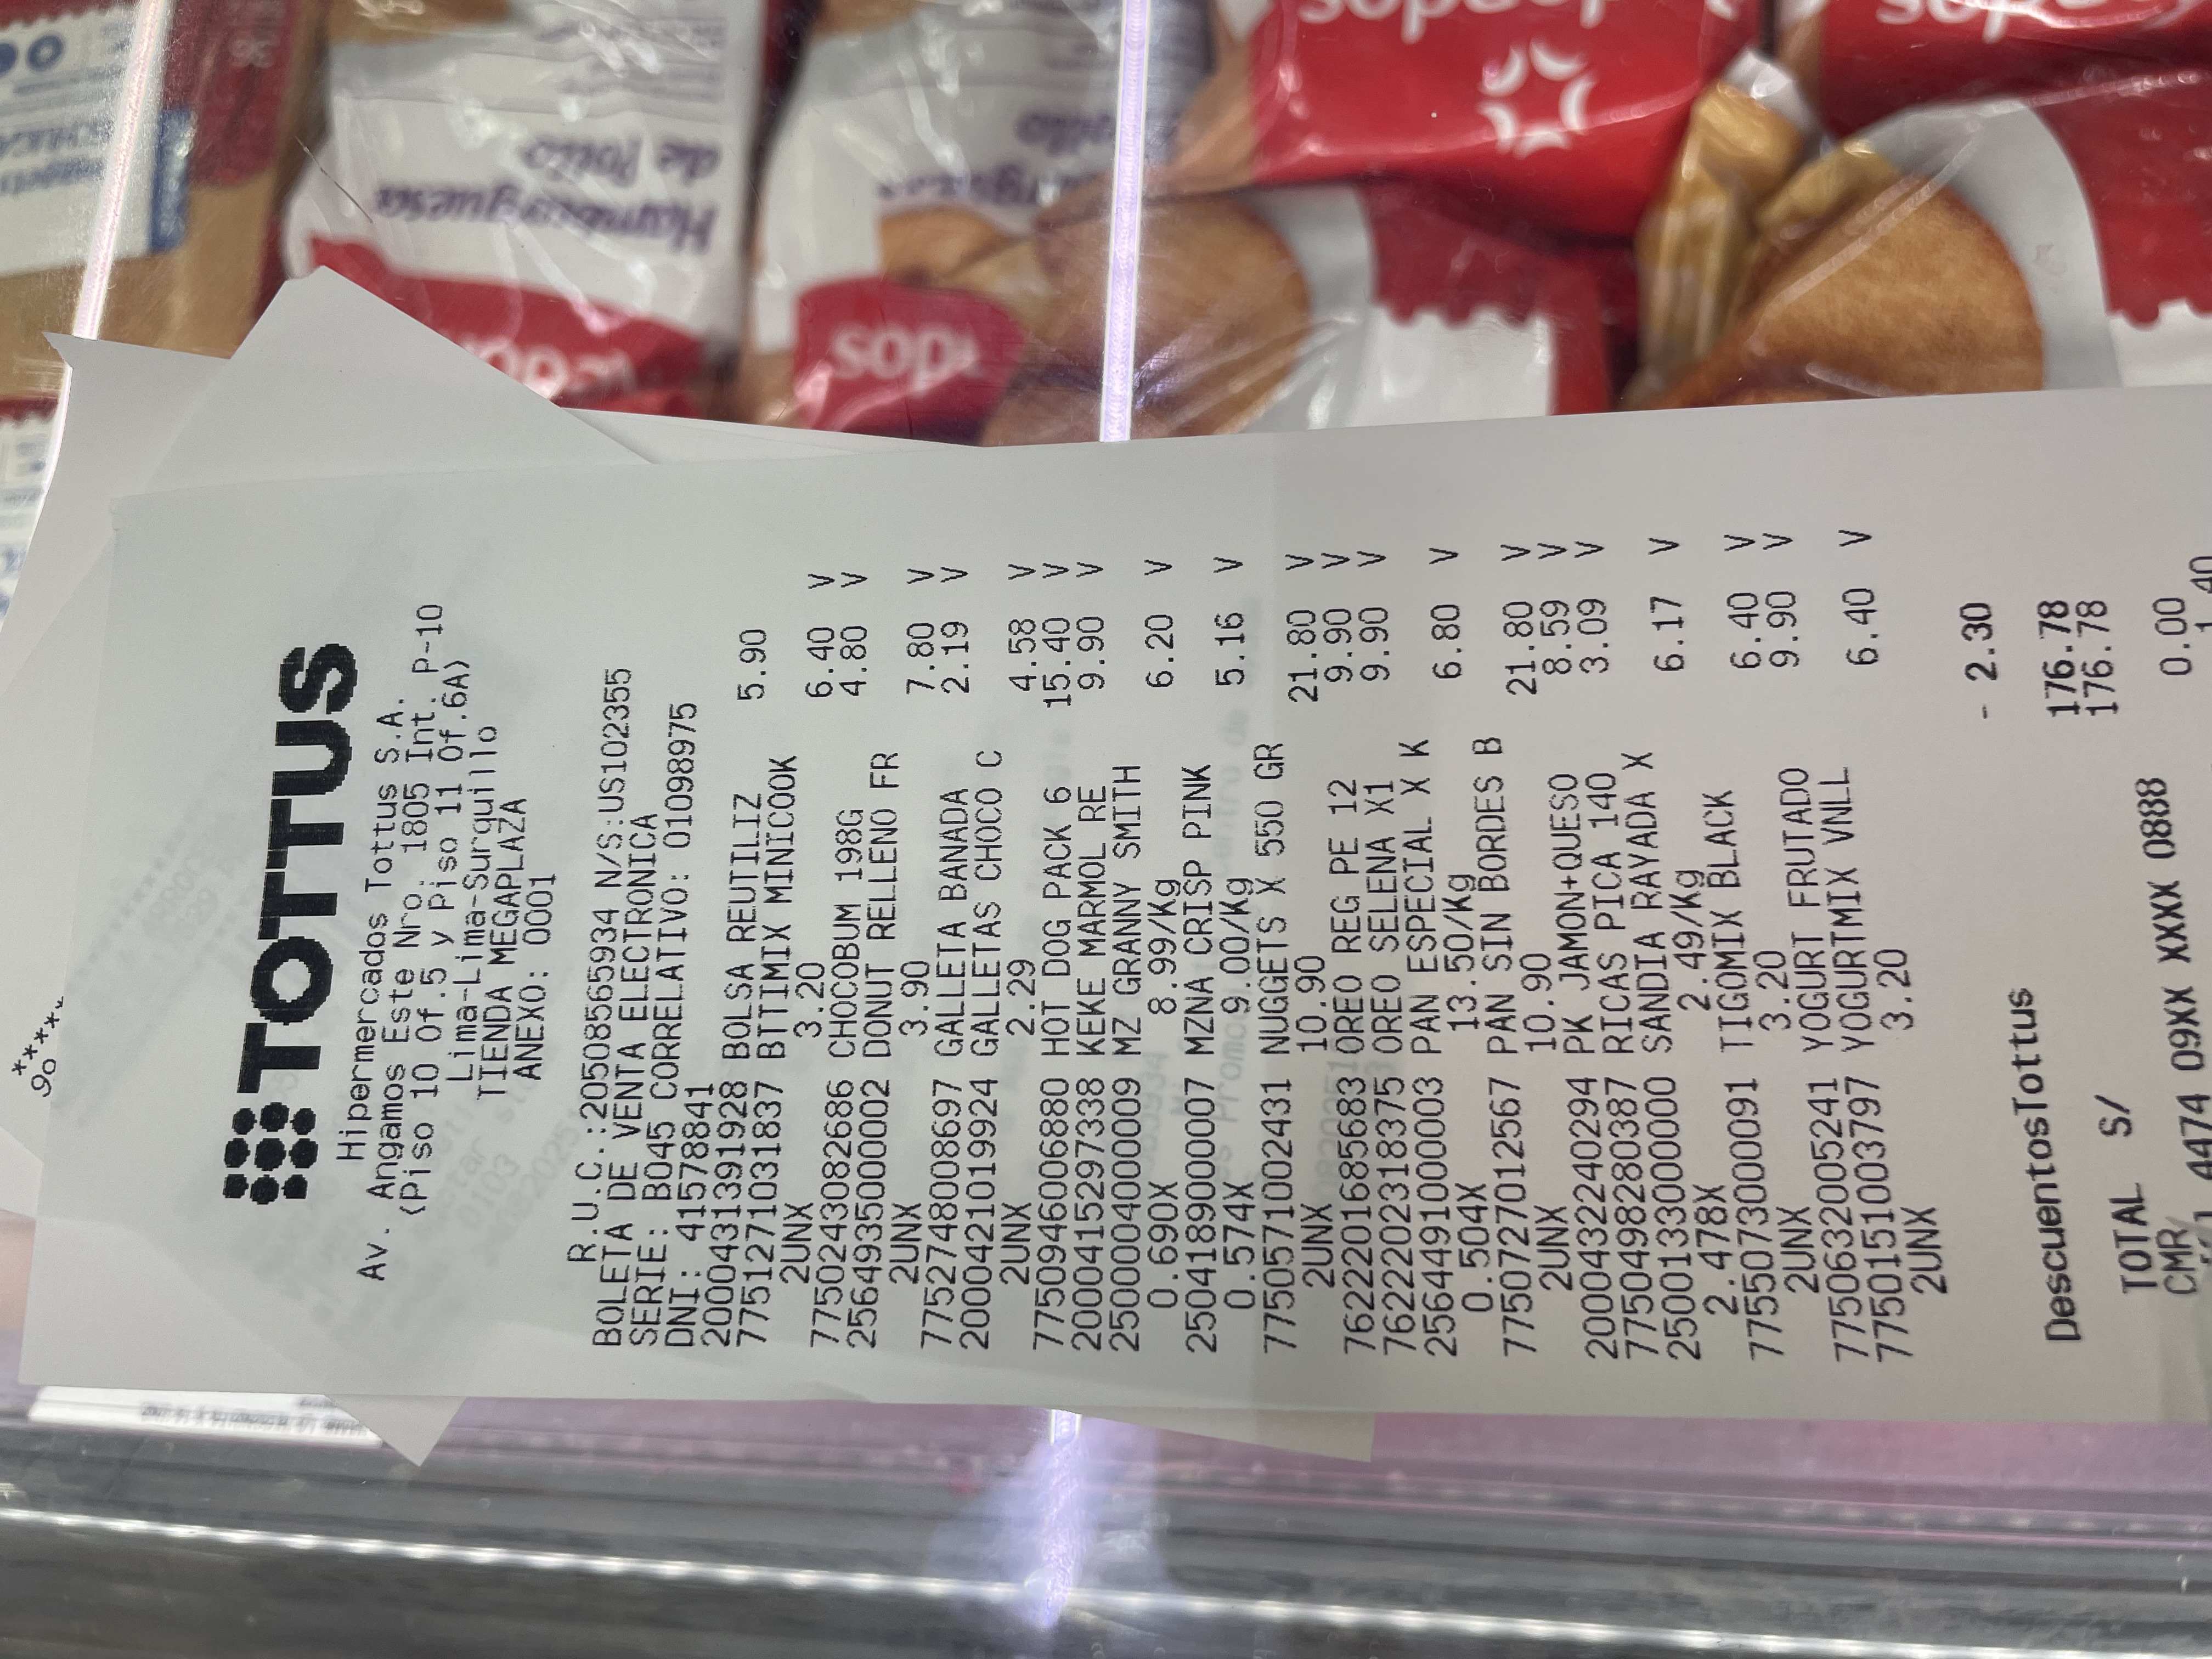 *****
90
TOTTUS
Hipermercados Tottus S.A.
Av. Angamos Este Nro. 1805 Int. P-10
(Piso 10 Of.5 y Piso 11 Of.6A)
Lima-Lima-Surquillo
TIENDA MEGAPLAZA
ANEXO: 0001
R.U.C.:20508565934 N/S:US102355
BOLETA DE VENTA ELECTRONICA
SERIE: B045 CORRELATIVO: 01098975
DNI: 41578841
2000431391928 BOLSA REUTILIZ 5.90
7751271031837 BTTIMIX MINICOOK
2UNX 3.20 6.40 V
7750243082686 CHOCOBUM 198G 4.80 V
2564935000002 DONUT RELLENO FR
2UNX 3.90 7.80 V
7752748008697 GALLETA BANADA 2.19 V
2000421019924 GALLETAS CHOCO C
2UNX 2.29 4.58 V
7750946006880 HOT DOG PACK 6 15.40 V
2000415297338 KEKE MARMOL RE 9.90 V
2500004000009 MZ GRANNY SMITH
0.690X 8.99/Kg 6.20 V
2504189000007 MZNA CRISP PINK
0.574X 9.00/Kg 5.16 V
7750571002431 NUGGETS X 550 GR
2UNX 10.90 21.80 V
7622201685683 OREO REG PE 12 9.90 V
7622202318375 OREO SELENA X1 9.90 V
2564491000003 PAN ESPECIAL X K
0.504X 13.50/Kg 6.80 V
7750727012567 PAN SIN BORDES B
2UNX 10.90 21.80 V
2000432240294 PK JAMON+QUESO 8.59 V
7750498280387 RICAS PICA 140 3.09 V
2500133000000 SANDIA RAYADA X
2.478X 2.49/Kg 6.17 V
7755073000091 TIGOMIX BLACK
2UNX 3.20 6.40 V
7750632005241 YOGURT FRUTADO 9.90 V
7750151003797 YOGURTMIX VNLL
2UNX 3.20 6.40 V
DescuentosTottus - 2.30
TOTAL S/ 176.78
CMR 176.78
4474 09XX XXXX 0888
0.00
1.40
Hamburguesa
de Pollo